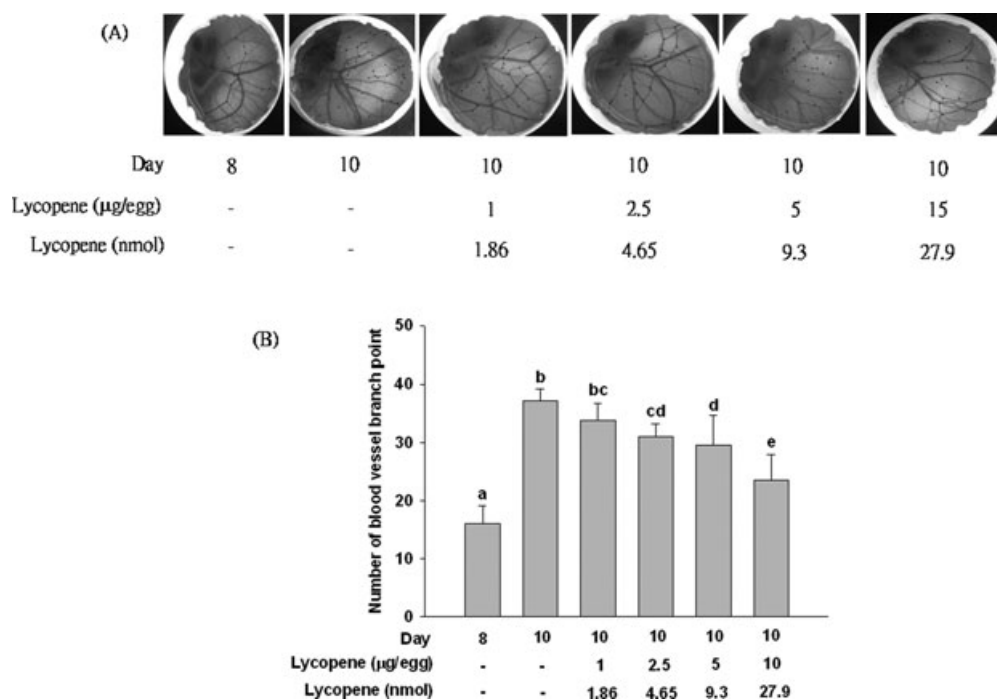 (A)
Day 8 10 10 10 10 10
Lycopene (μg/egg) - - 1 2.5 5 15
Lycopene (nmol) - - 1.86 4.65 9.3 27.9
(B)
Number of blood vessel branch point
50
40
30
20
10
0
a b bc cd d e
Day 8 10 10 10 10 10
Lycopene (μg/egg) - - 1 2.5 5 10
Lycopene (nmol) - - 1.86 4.65 9.3 27.9